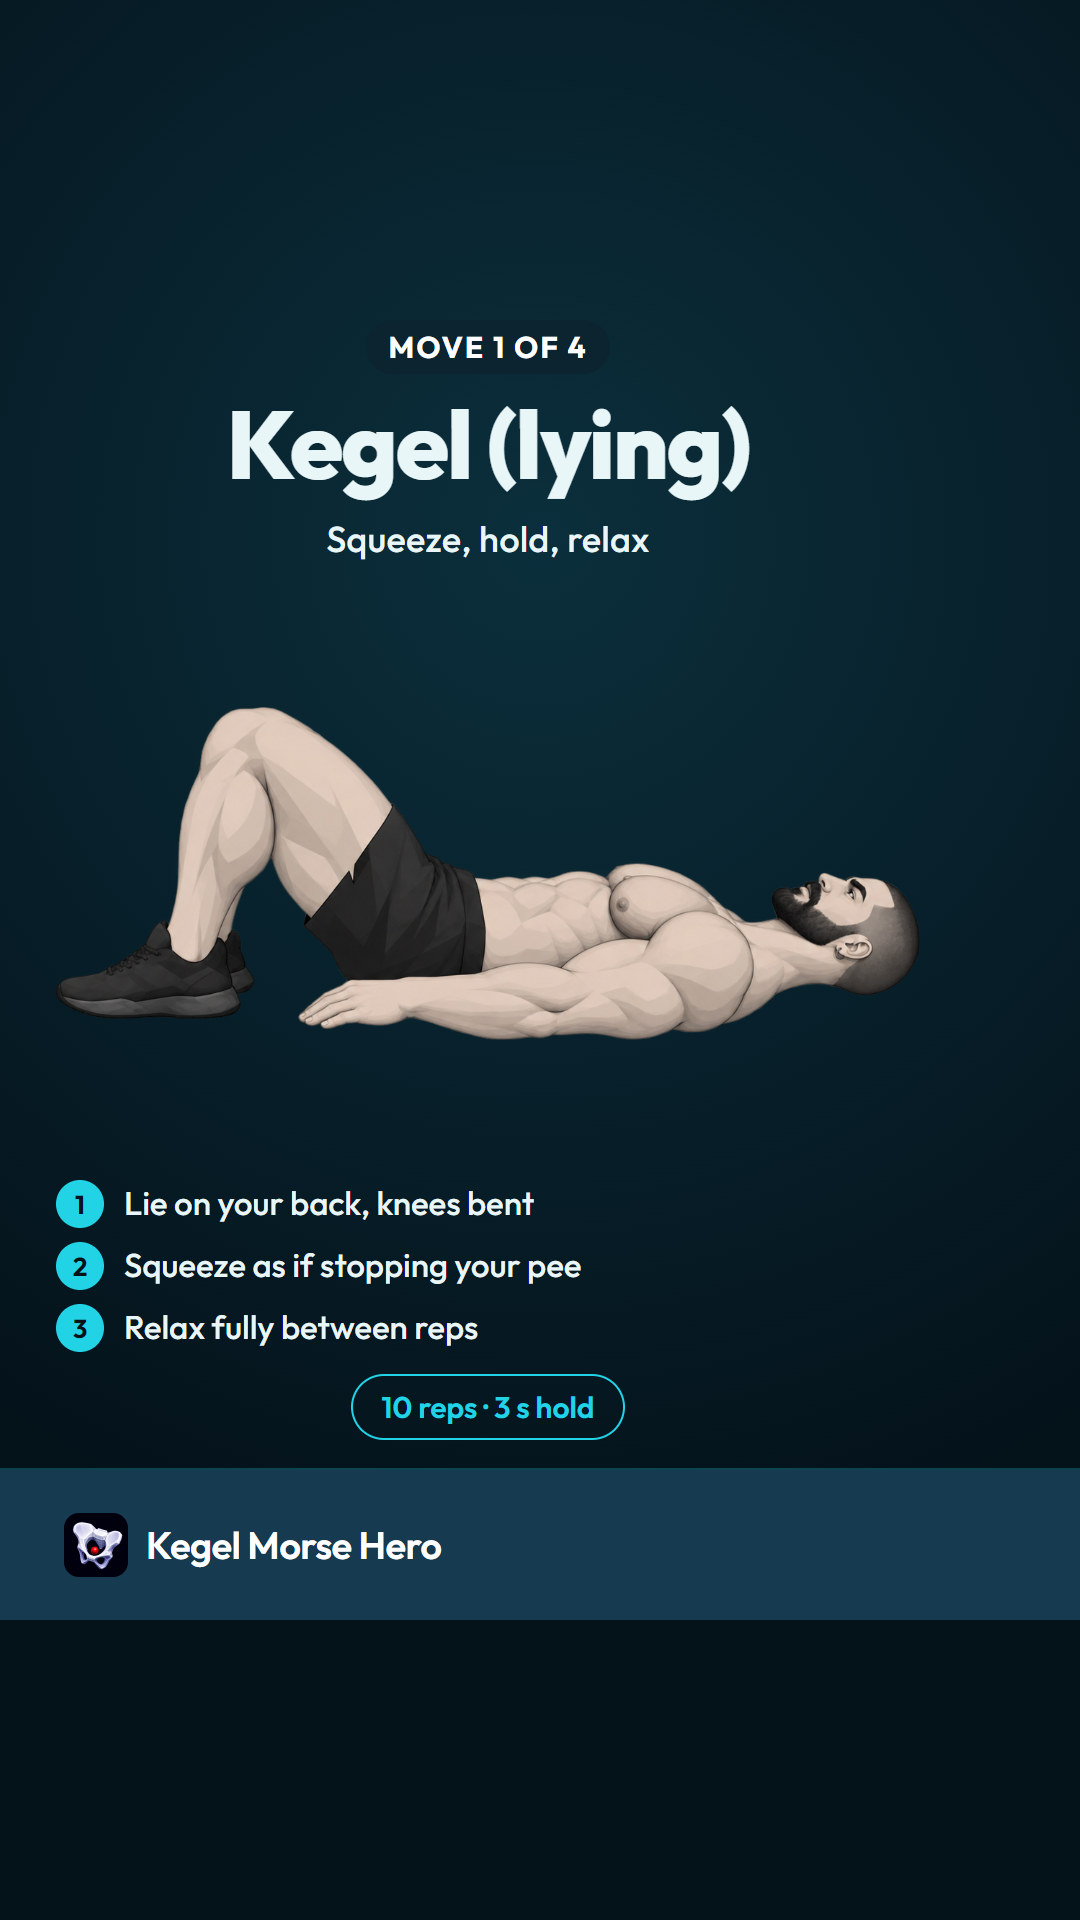 MOVE 1 OF 4
Kegel (lying)
Squeeze, hold, relax
1 Lie on your back, knees bent
2 Squeeze as if stopping your pee
3 Relax fully between reps
10 reps · 3 s hold
Kegel Morse Hero